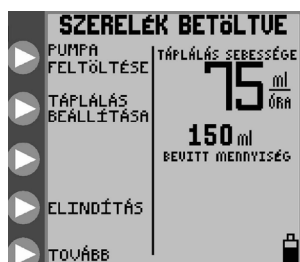 SZERELÉK BETÖLTVE
PUMPA
FELTÖLTÉSE
TÁPLÁLÁS
BEÁLLÍTÁSA
ELINDÍTÁS
TOVÁBB
TÁPLÁLÁS SEBESSÉGE
75 ml
ÓRA
150 ml
BEVITT MENNYISÉG